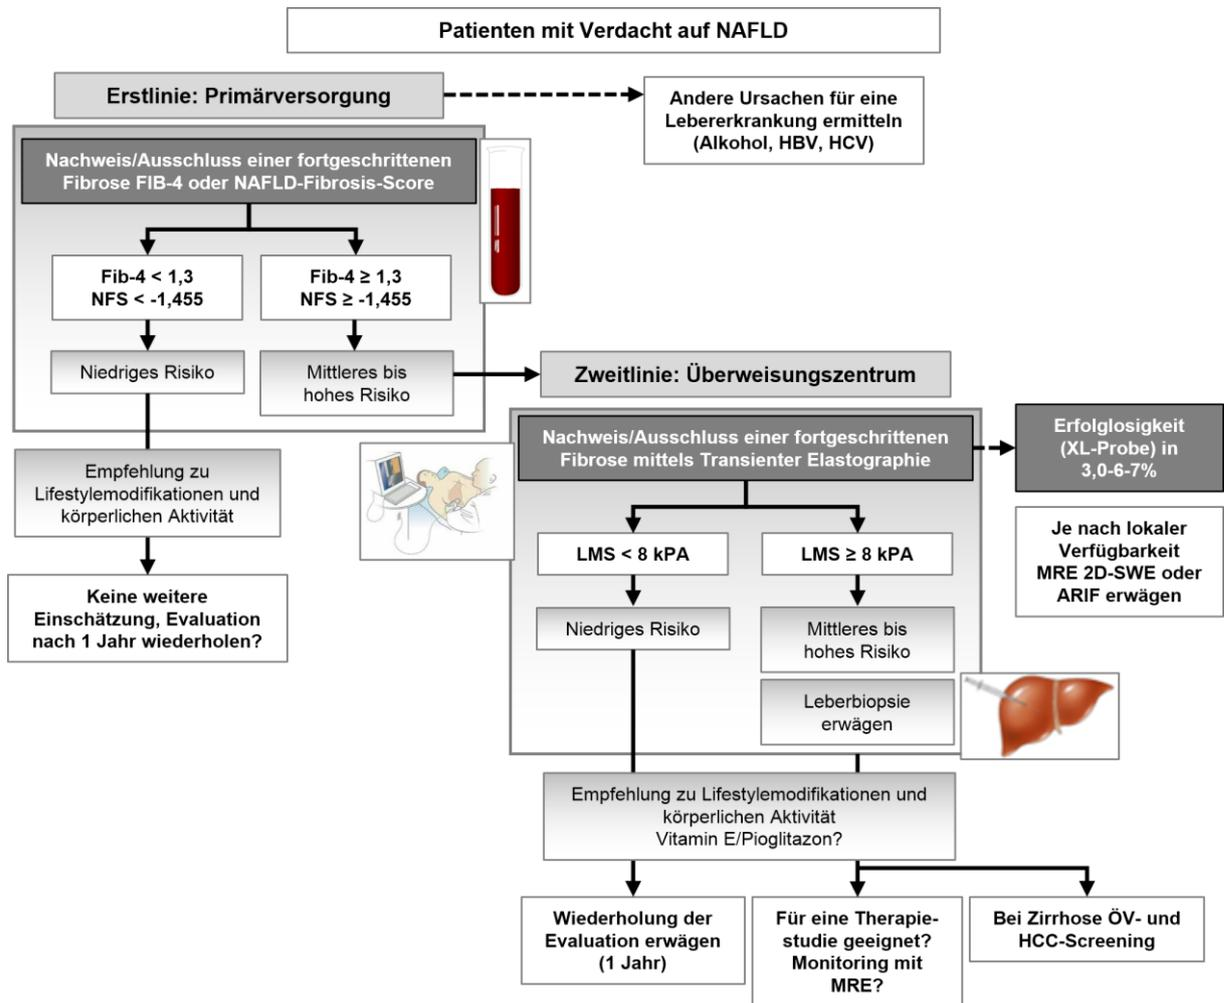 Patienten mit Verdacht auf NAFLD
Erstlinie: Primärversorgung
Andere Ursachen für eine
Lebererkrankung ermitteln
(Alkohol, HBV, HCV)
Nachweis/Ausschluss einer fortgeschrittenen
Fibrose FIB-4 oder NAFLD-Fibrosis-Score
Fib-4 < 1,3
NFS < -1,455
Fib-4 ≥ 1,3
NFS ≥ -1,455
Niedriges Risiko
Mittleres bis
hohes Risiko
Empfehlung zu
Lifestylemodifikationen und
körperlichen Aktivität
Keine weitere
Einschätzung, Evaluation
nach 1 Jahr wiederholen?
Zweitlinie: Überweisungszentrum
Nachweis/Ausschluss einer fortgeschrittenen
Fibrose mittels Transienter Elastographie
Erfolglosigkeit
(XL-Probe) in
3,0-6-7%
Je nach lokaler
Verfügbarkeit
MRE 2D-SWE oder
ARIF erwägen
LMS < 8 kPA
LMS ≥ 8 kPA
Niedriges Risiko
Mittleres bis
hohes Risiko
Leberbiopsie
erwägen
Empfehlung zu Lifestylemodifikationen und
körperlichen Aktivität
Vitamin E/Pioglitazon?
Wiederholung der
Evaluation erwägen
(1 Jahr)
Für eine Therapie-
studie geeignet?
Monitoring mit
MRE?
Bei Zirrhose ÖV- und
HCC-Screening